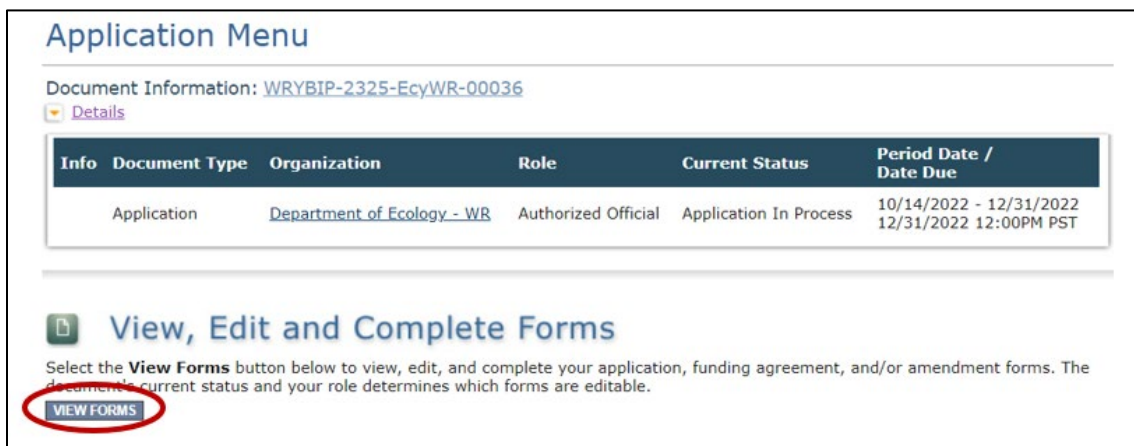 Application Menu
Document Information: WRYBIP-2325-EcyWR-00036
Details
Info Document Type Organization Role Current Status Period Date / Date Due
Application Department of Ecology - WR Authorized Official Application In Process 10/14/2022 - 12/31/2022
12/31/2022 12:00PM PST
View, Edit and Complete Forms
Select the View Forms button below to view, edit, and complete your application, funding agreement, and/or amendment forms. The
document's current status and your role determines which forms are editable.
VIEW FORMS